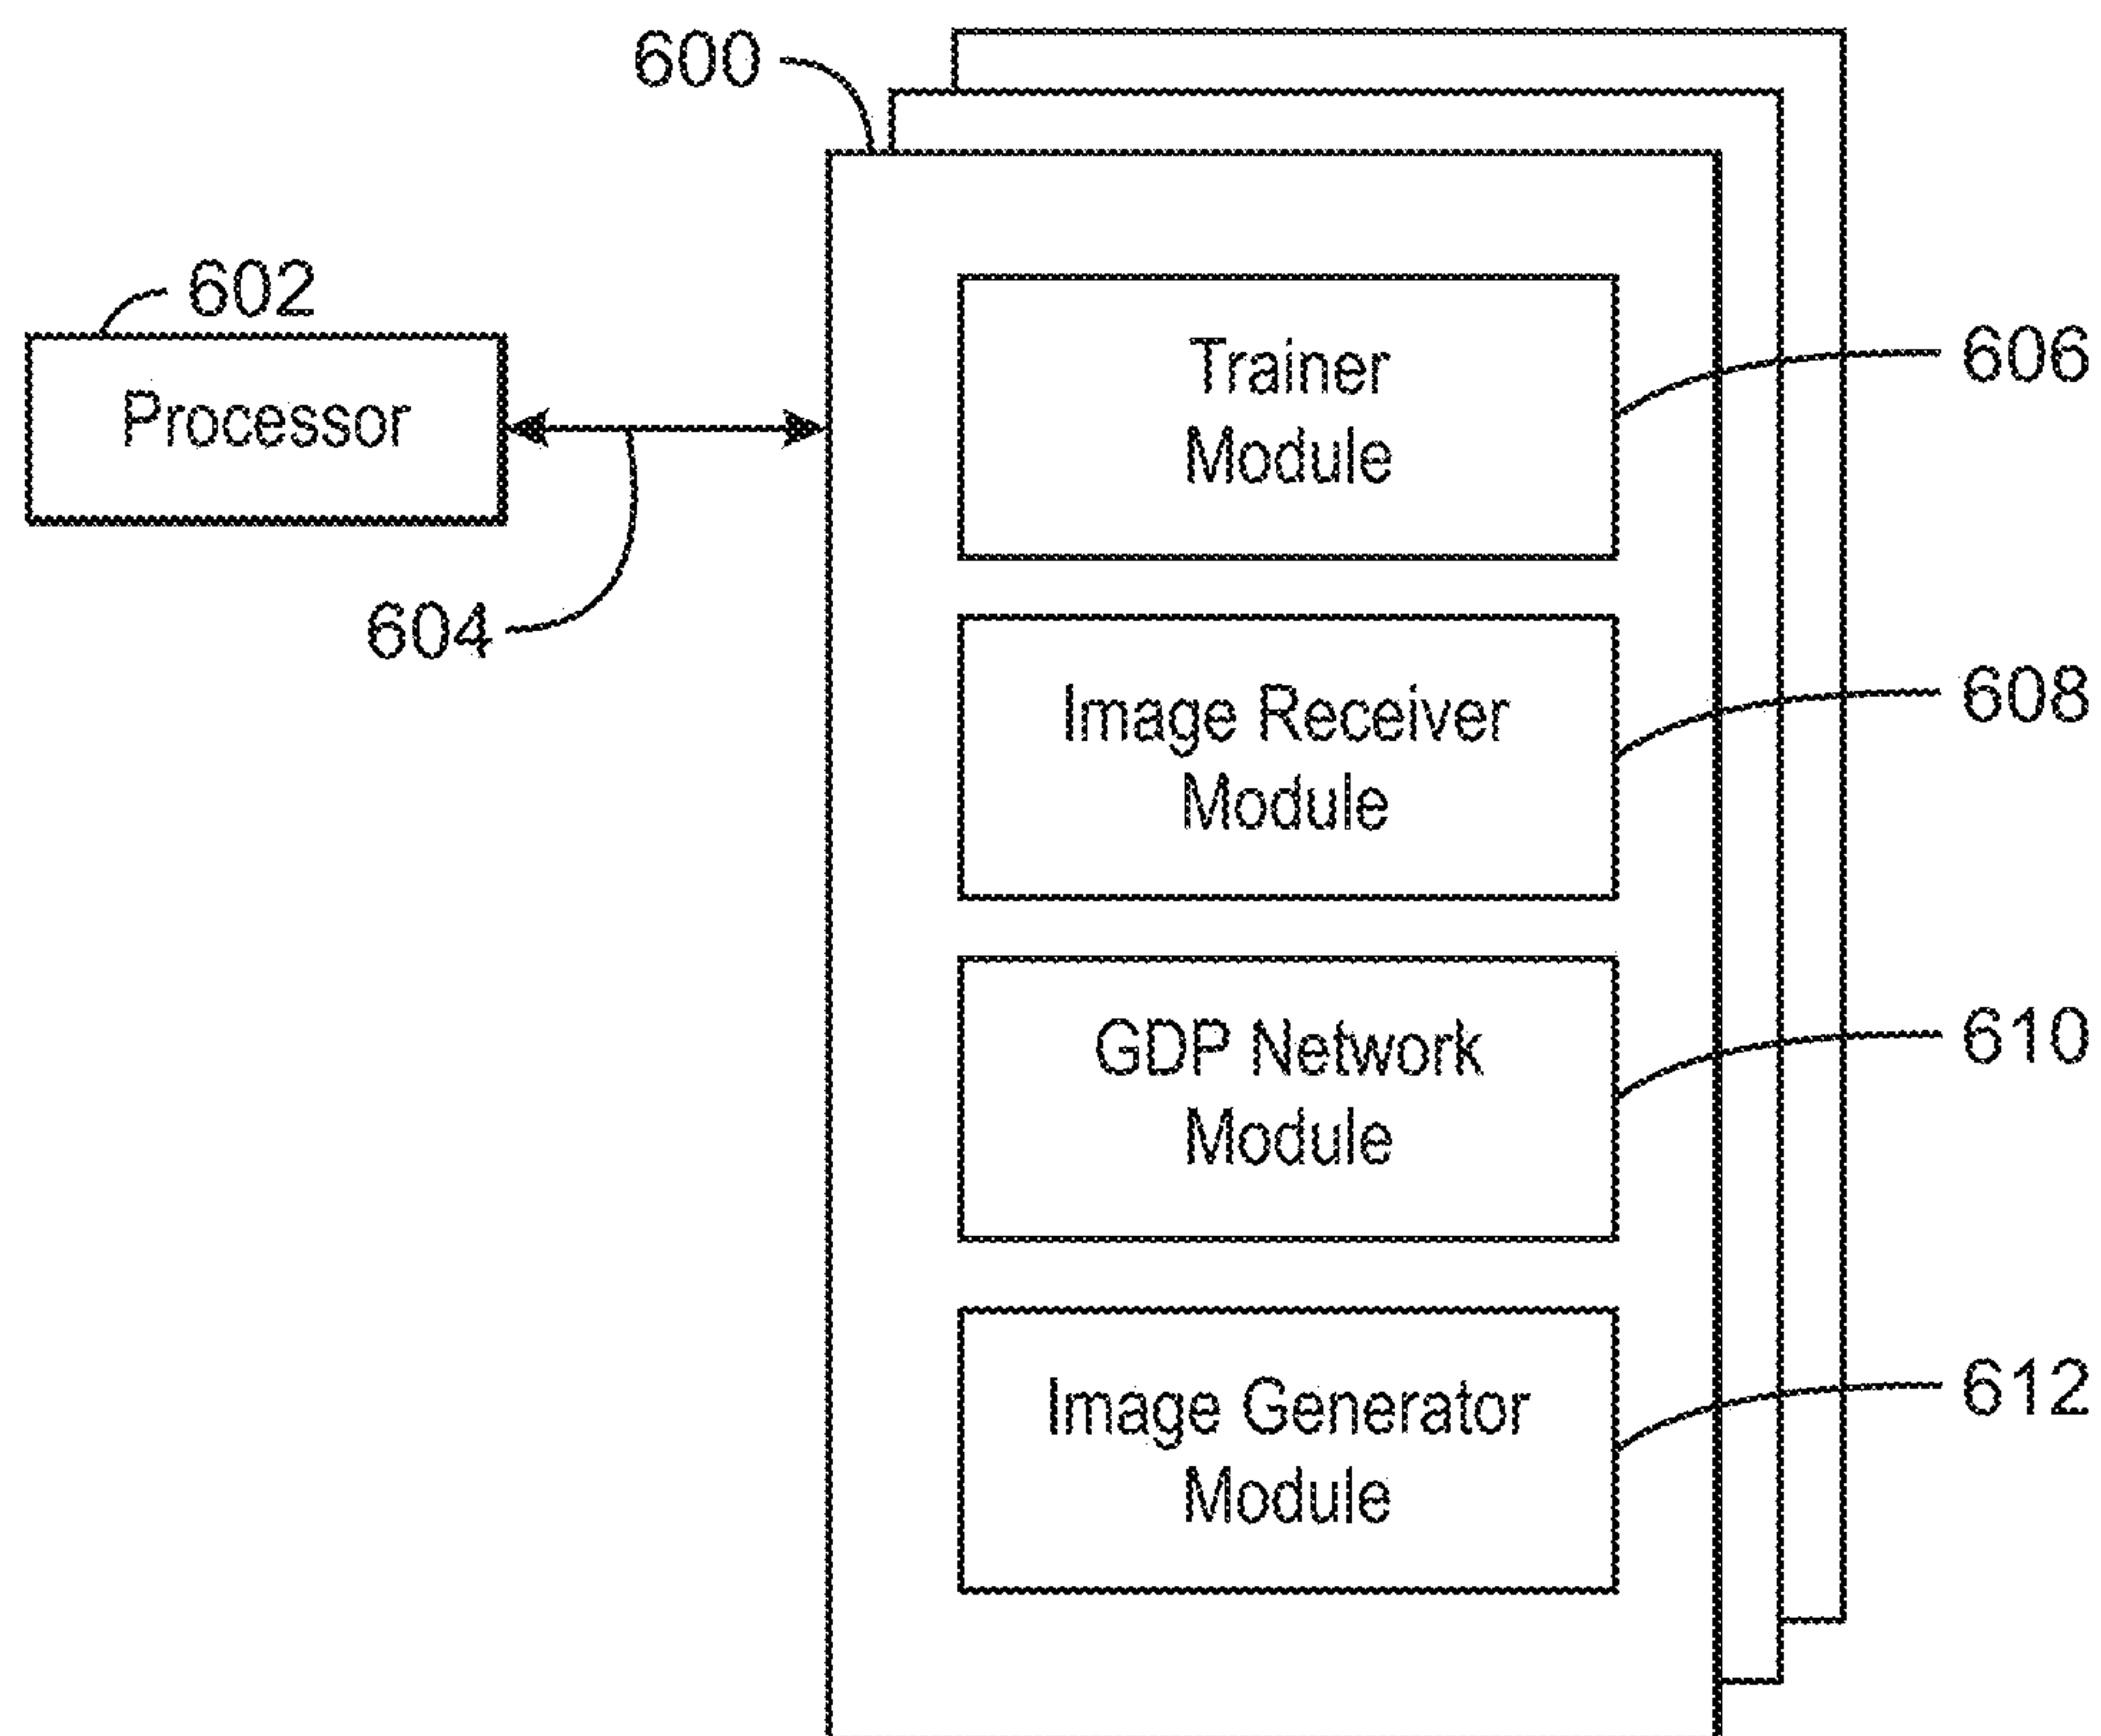 600
602
Processor
604
Trainer
Module
606
Image Receiver
Module
608
GDP Network
Module
610
Image Generator
Module
612